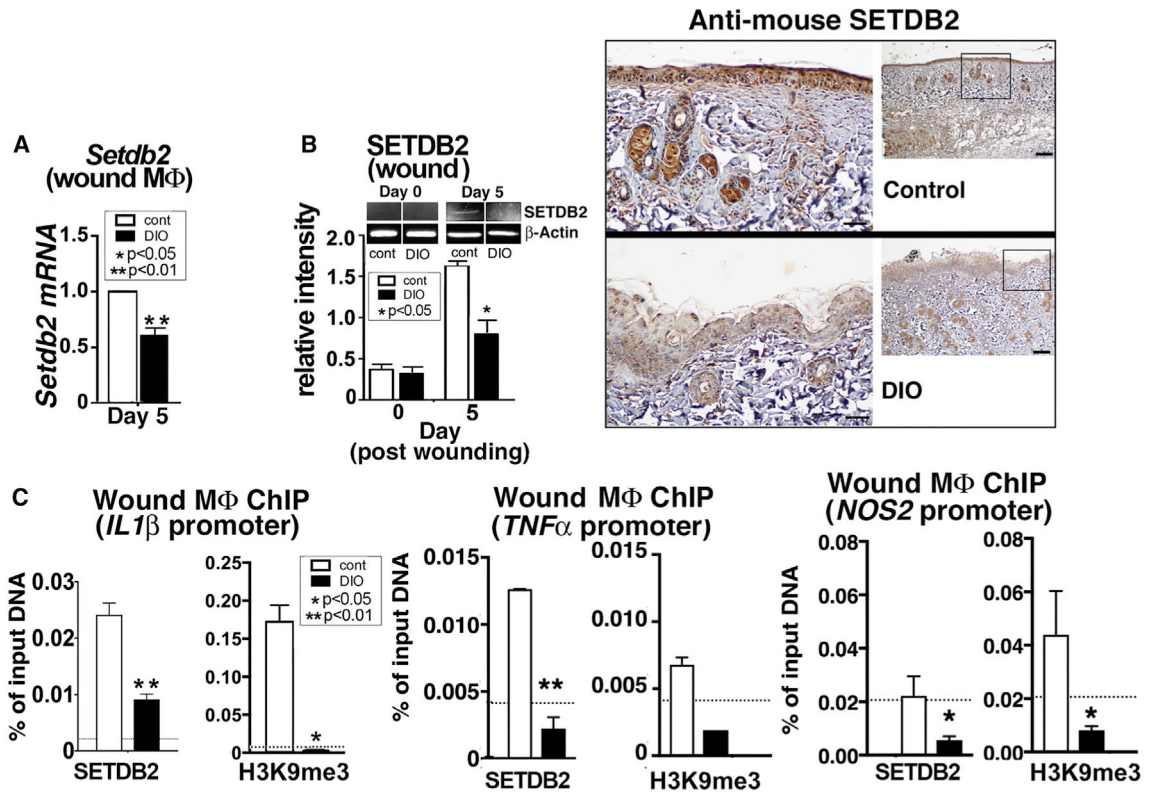 Anti-mouse SETDB2
Control
DIO
A
Setdb2
(wound MΦ)
cont
DIO
* p<0.05
** p<0.01
Setdb2 mRNA
1.5
1.0
0.5
0
**
Day 5
B
SETDB2
(wound)
Day 0 Day 5
SETDB2
β-Actin
cont DIO cont DIO
cont
DIO
* p<0.05
relative intensity
2.0
1.5
1.0
0.5
0
*
0 5
Day
(post wounding)
C
Wound MΦ ChIP
(IL1β promoter)
% of input DNA
0.03
0.02
0.01
0
**
SETDB2
0.25
0.20
0.15
0.10
0.05
0
cont
DIO
* p<0.05
** p<0.01
*
H3K9me3
Wound MΦ ChIP
(TNFα promoter)
% of input DNA
0.015
0.010
0.005
0
**
SETDB2
0.015
0.010
0.005
0
H3K9me3
Wound MΦ ChIP
(NOS2 promoter)
% of input DNA
0.08
0.06
0.04
0.02
0.00
*
SETDB2
0.08
0.06
0.04
0.02
0.00
*
H3K9me3